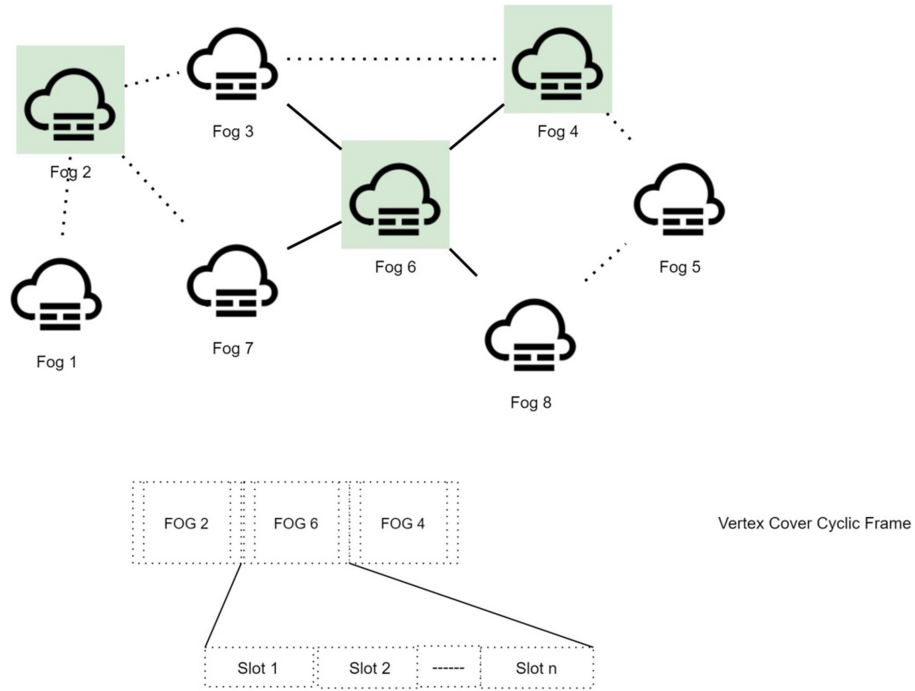 Fog 3
Fog 4
Fog 2
Fog 6
Fog 5
Fog 7
Fog 1
Fog 8
FOG 2
FOG 6
FOG 4
Vertex Cover Cyclic Frame
Slot 1
Slot 2
------
Slot n